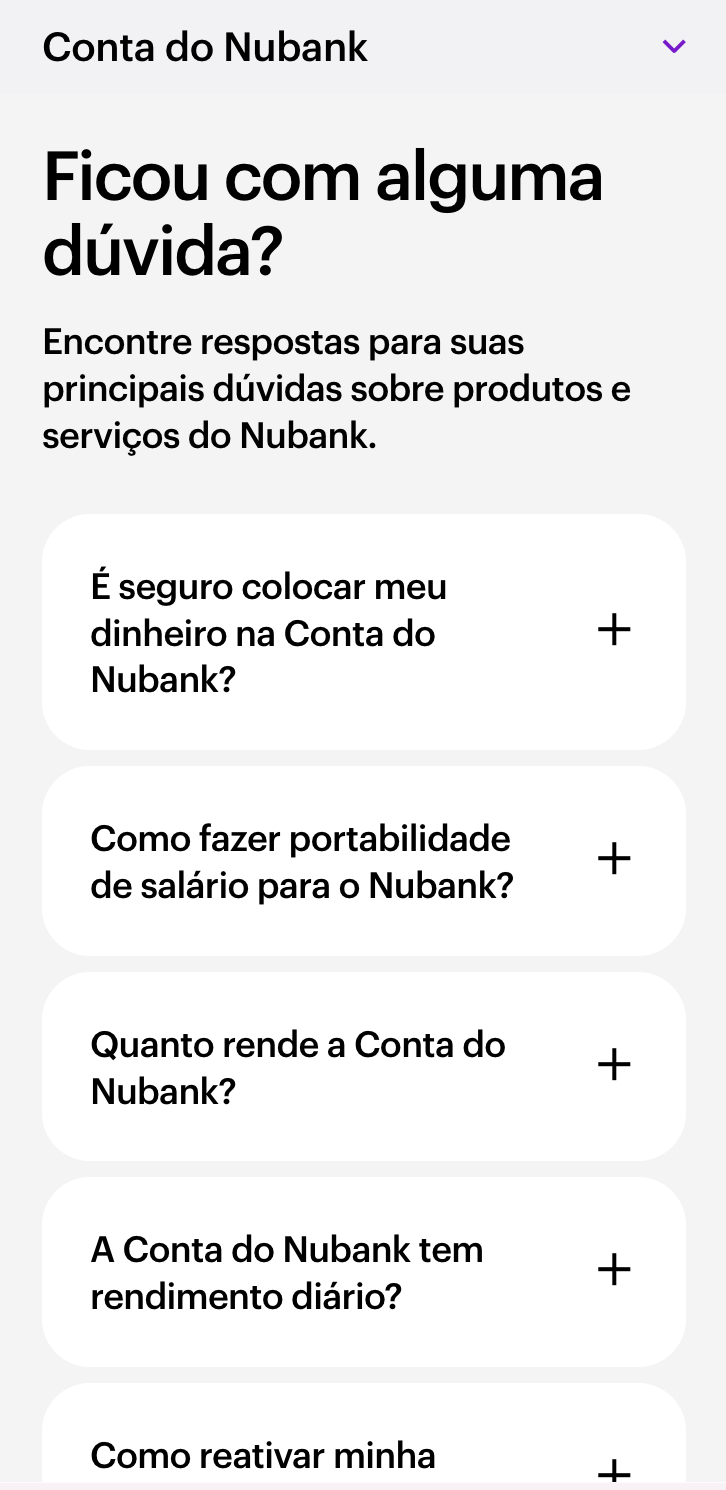 Conta do Nubank
Ficou com alguma
dúvida?
Encontre respostas para suas
principais dúvidas sobre produtos e
serviços do Nubank.
É seguro colocar meu
dinheiro na Conta do
Nubank?
Como fazer portabilidade
de salário para o Nubank?
Quanto rende a Conta do
Nubank?
A Conta do Nubank tem
rendimento diário?
Como reativar minha